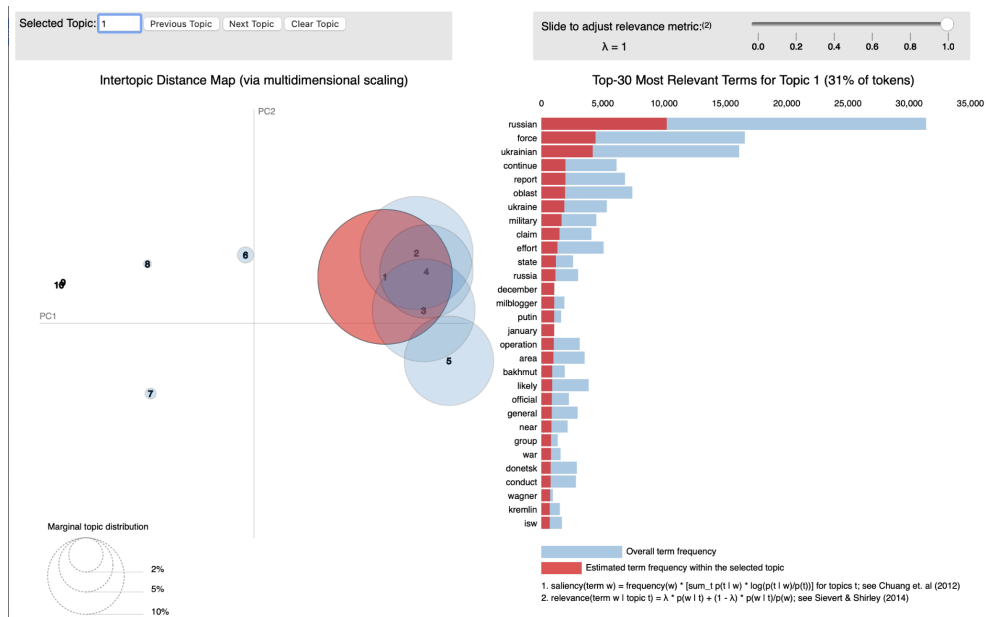 Selected Topic: 1 Previous Topic Next Topic Clear Topic
Slide to adjust relevance metric:(2)
λ = 1
0.0 0.2 0.4 0.6 0.8 1.0
Intertopic Distance Map (via multidimensional scaling)
PC2
PC1
1
2
3
4
5
6
7
8
9
10
Marginal topic distribution
2%
5%
10%
Top-30 Most Relevant Terms for Topic 1 (31% of tokens)
0 5,000 10,000 15,000 20,000 25,000 30,000 35,000
russian
force
ukrainian
continue
report
oblast
ukraine
military
claim
effort
state
russia
december
milblogger
putin
january
operation
area
bakhmut
likely
official
general
near
group
war
donetsk
conduct
wagner
kremlin
isw
Overall term frequency
Estimated term frequency within the selected topic
1. saliency(term w) = frequency(w) * [sum_t p(t | w) * log(p(t | w)/p(t))] for topics t; see Chuang et. al (2012)
2. relevance(term w | topic t) = λ * p(w | t) + (1 - λ) * p(w | t)/p(w); see Sievert & Shirley (2014)